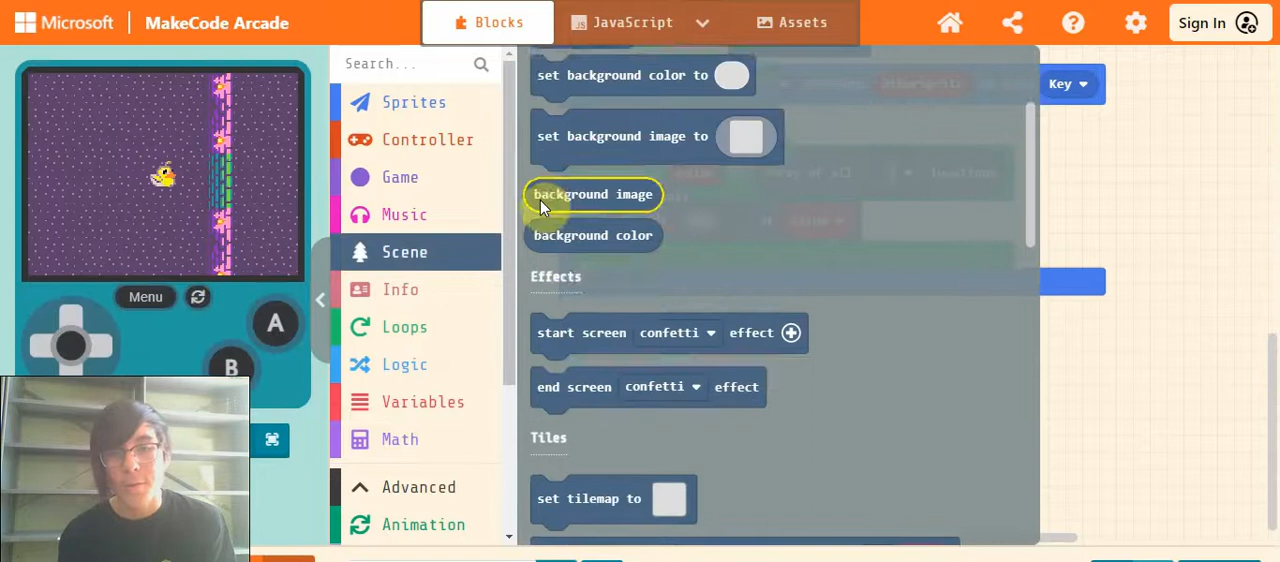 Microsoft MakeCode Arcade Blocks JavaScript Assets Sign In
Search...
Sprites
Controller
Game
Music
Scene
Info
Loops
Logic
Variables
Math
Advanced
Animation
Menu
A
B
set background color to
set background image to
background image
background color
Effects
start screen confetti effect
end screen confetti effect
Tiles
set tilemap to
Key